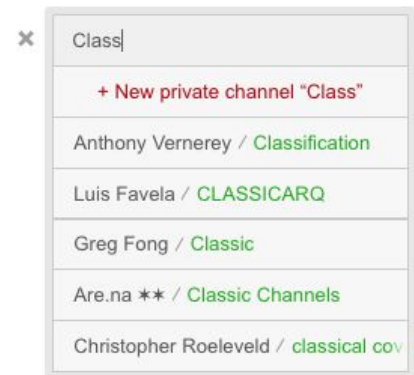 Class
+ New private channel “Class”
Anthony Vernerey / Classification
Luis Favela / CLASSICARQ
Greg Fong / Classic
Are.na ✶✶ / Classic Channels
Christopher Roeleveld / classical cov